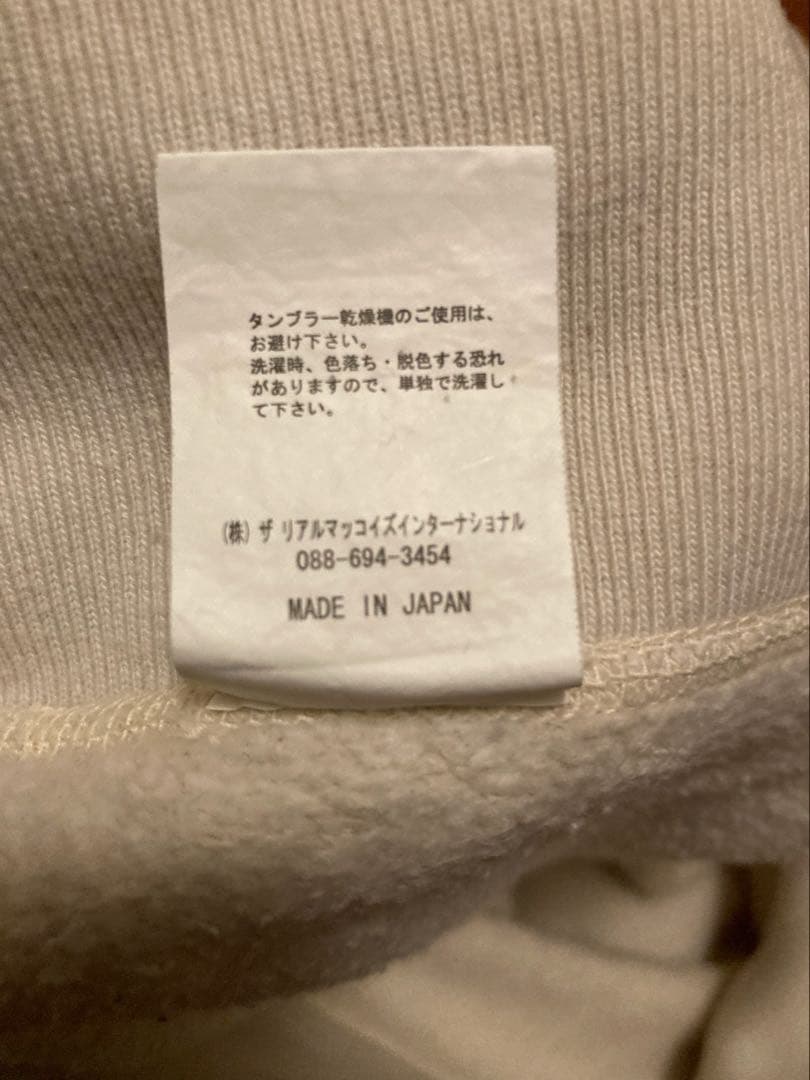 タンブラー乾燥機のご使用は、
お避け下さい。
洗濯時、色落ち・脱色する恐れ
がありますので、単独で洗濯し
て下さい。
(株) ザ リアルマッコイズインターナショナル
088-694-3454
MADE IN JAPAN